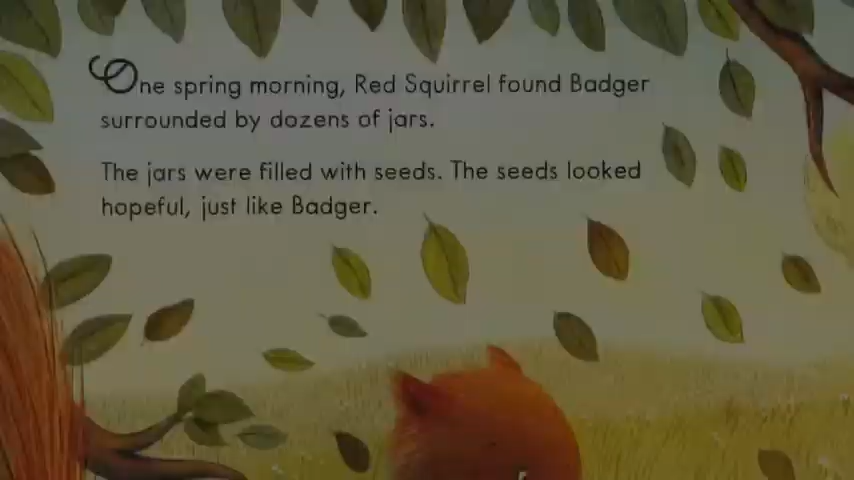 One spring morning, Red Squirrel found Badger
surrounded by dozens of jars.
The jars were filled with seeds. The seeds looked
hopeful, just like Badger.